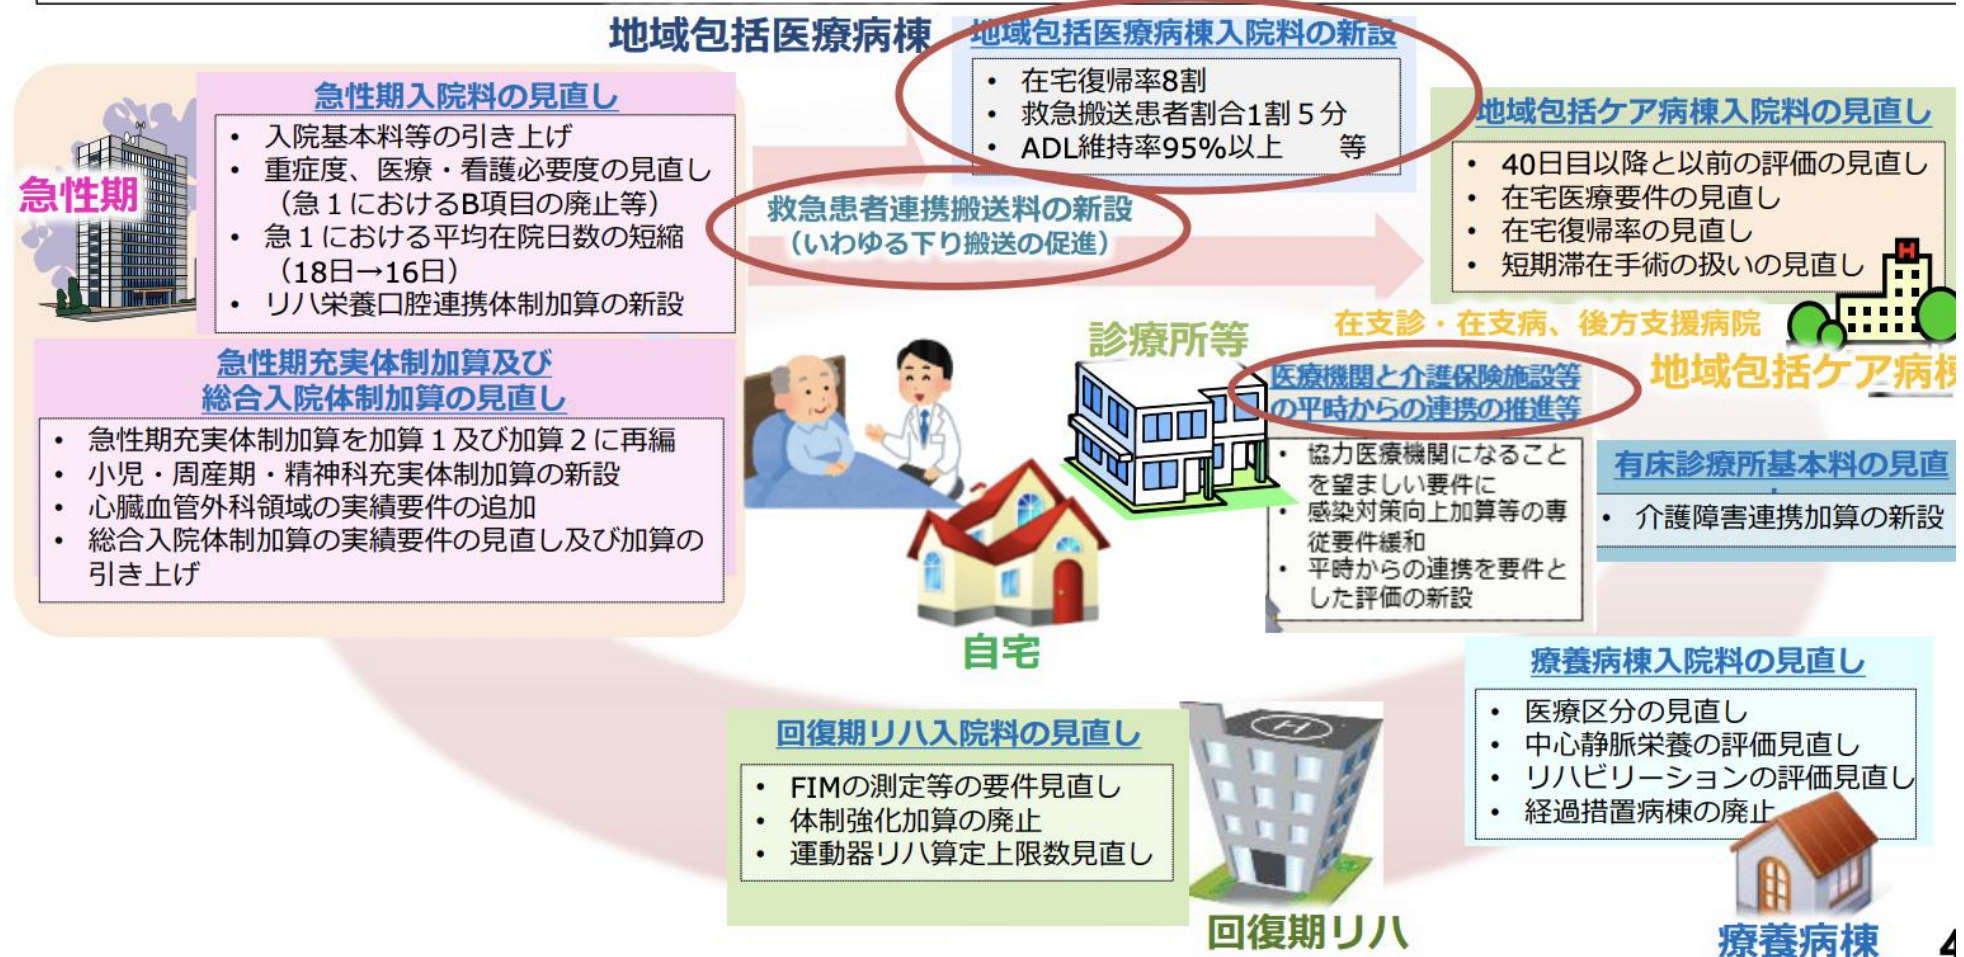 地域包括医療病棟
地域包括医療病棟入院料の新設
• 在宅復帰率8割
• 救急搬送患者割合1割５分
• ADL維持率95%以上 等
急性期
急性期入院料の見直し
• 入院基本料等の引き上げ
• 重症度、医療・看護必要度の見直し
（急１におけるB項目の廃止等）
• 急１における平均在院日数の短縮
（18日→16日）
• リハ栄養口腔連携体制加算の新設
救急患者連携搬送料の新設
（いわゆる下り搬送の促進）
地域包括ケア病棟入院料の見直し
• 40日目以降と以前の評価の見直し
• 在宅医療要件の見直し
• 在宅復帰率の見直し
• 短期滞在手術の扱いの見直し
H
在支診・在支病、後方支援病院
地域包括ケア病棟
急性期充実体制加算及び
総合入院体制加算の見直し
• 急性期充実体制加算を加算１及び加算２に再編
• 小児・周産期・精神科充実体制加算の新設
• 心臓血管外科領域の実績要件の追加
• 総合入院体制加算の実績要件の見直し及び加算の
引き上げ
診療所等
医療機関と介護保険施設等
の平時からの連携の推進等
• 協力医療機関になること
を望ましい要件に
• 感染対策向上加算等の専
従要件緩和
• 平時からの連携を要件と
した評価の新設
有床診療所基本料の見直
• 介護障害連携加算の新設
自宅
回復期リハ入院料の見直し
• FIMの測定等の要件見直し
• 体制強化加算の廃止
• 運動器リハ算定上限数見直し
H
回復期リハ
療養病棟入院料の見直し
• 医療区分の見直し
• 中心静脈栄養の評価見直し
• リハビリーションの評価見直し
• 経過措置病棟の廃止
療養病棟
4